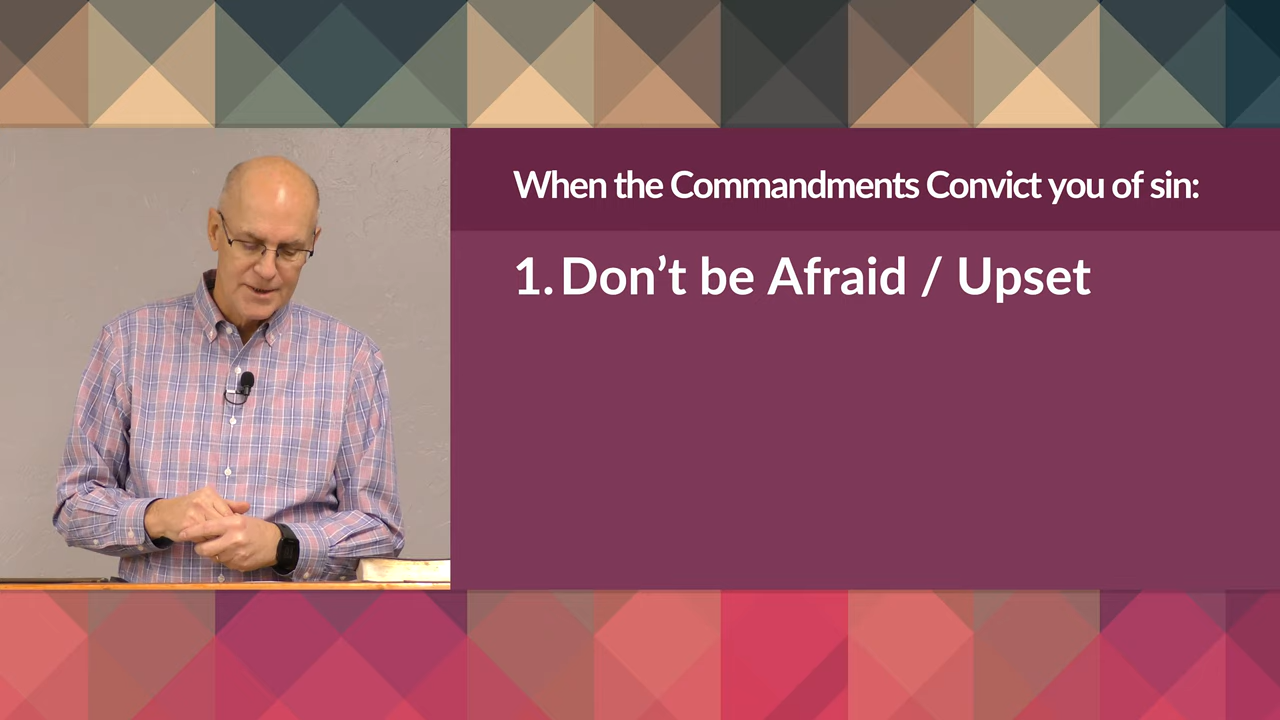 When the Commandments Convict you of sin:
1. Don’t be Afraid / Upset